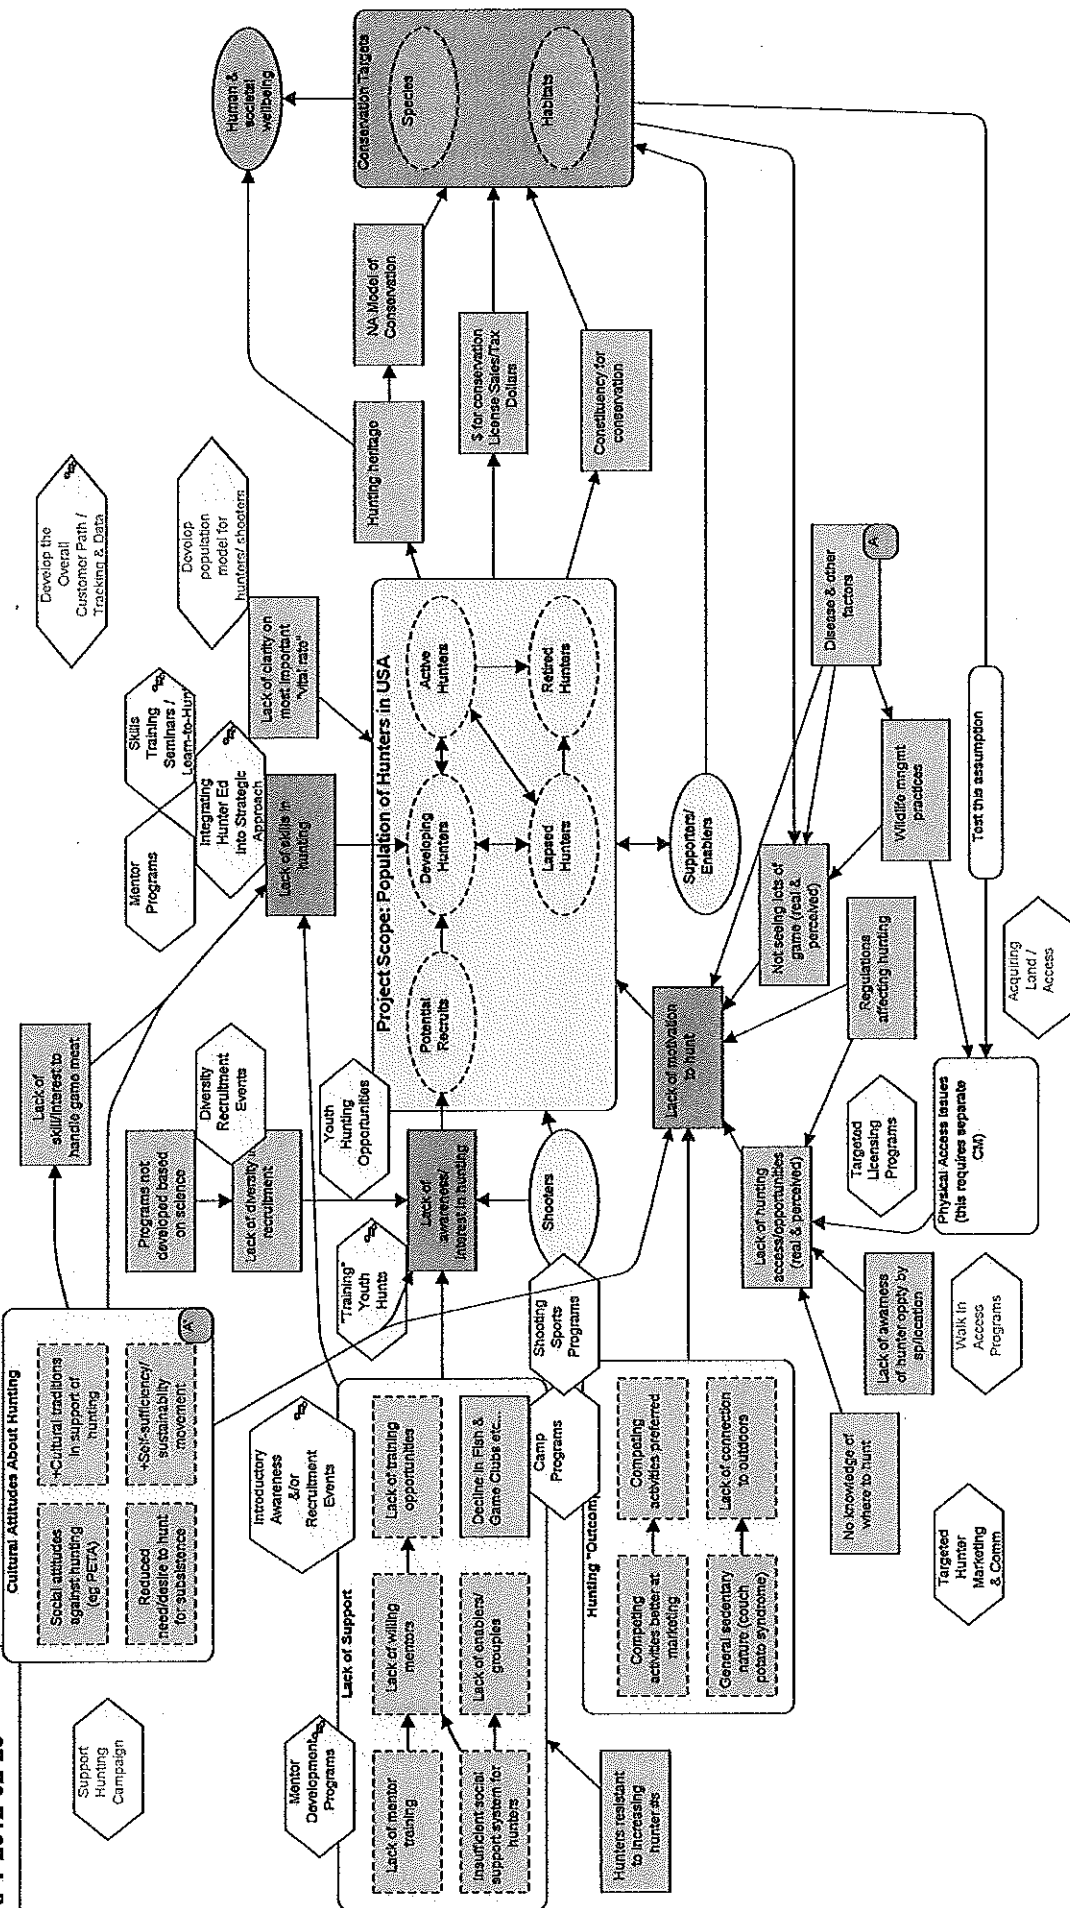 Cultural Attitudes About Hunting
Social attitudes
against hunting
(eg PETA)
+Cultural traditions
in support of
hunting
Reduced
need/desire to hunt
for subsistence
+Self-sufficiency/
sustainability
movement
A
Support
Hunting
Campaign
Lack of
skill/interest to
handle game meat
Programs not
developed based
on science
Lack of diversity in
recruitment
Diversity
Recruitment
Events
Mentor
Programs
Skills
Training
Seminars /
Learn-to-Hunt
Integrating
Hunter Ed
Into Strategic
Approach
Lack of skills in
hunting
Develop the
Overall
Customer Path /
Tracking & Data
Develop
population
model for
hunters/ shooters
Lack of clarity on
most important
"vital rate"
Human &
societal
wellbeing
Mentor
Development
Programs
Introductory
Awareness
&/or
Recruitment
Events
"Training"
Youth
Hunts
Youth
Hunting
Opportunities
Lack of Support
Lack of mentor
training
Lack of willing
mentors
Lack of training
opportunities
Insufficient social
support system for
hunters
Lack of enablers/
grouples
Decline in Fish &
Game Clubs etc...
Hunters resistant
to increasing
hunter #s
Lack of
awareness/
interest in hunting
Shooters
Shooting
Sports
Programs
Camp
Programs
Project Scope: Population of Hunters in USA
Potential
Recruits
Developing
Hunters
Active
Hunters
Lapsed
Hunters
Retired
Hunters
Supporters/
Enablers
Hunting heritage
NA Model of
Conservation
$ for conservation
License Sales/Tax
Dollars
Constituency for
conservation
Conservation Targets
Species
Habitats
Hunting "Outcom
Competing
activities better at
marketing
Competing
activities preferred
General sedentary
nature (couch
potato syndrome)
Lack of connection
to outdoors
Lack of motivation
to hunt
Not seeing lots of
game (real &
perceived)
Disease & other
factors
A
Wildlife mngmt
practices
Regulations
affecting hunting
Lack of hunting
access/opportunities
(real & perceived)
Targeted
Licensing
Programs
No knowledge of
where to hunt
Lack of awarness
of hunter oppty by
sp/location
Physical Access Issues
(this requires separate
CM)
Test this assumption
Targeted
Hunter
Marketing
& Comm
Walk In
Access
Programs
Acquiring
Land /
Access